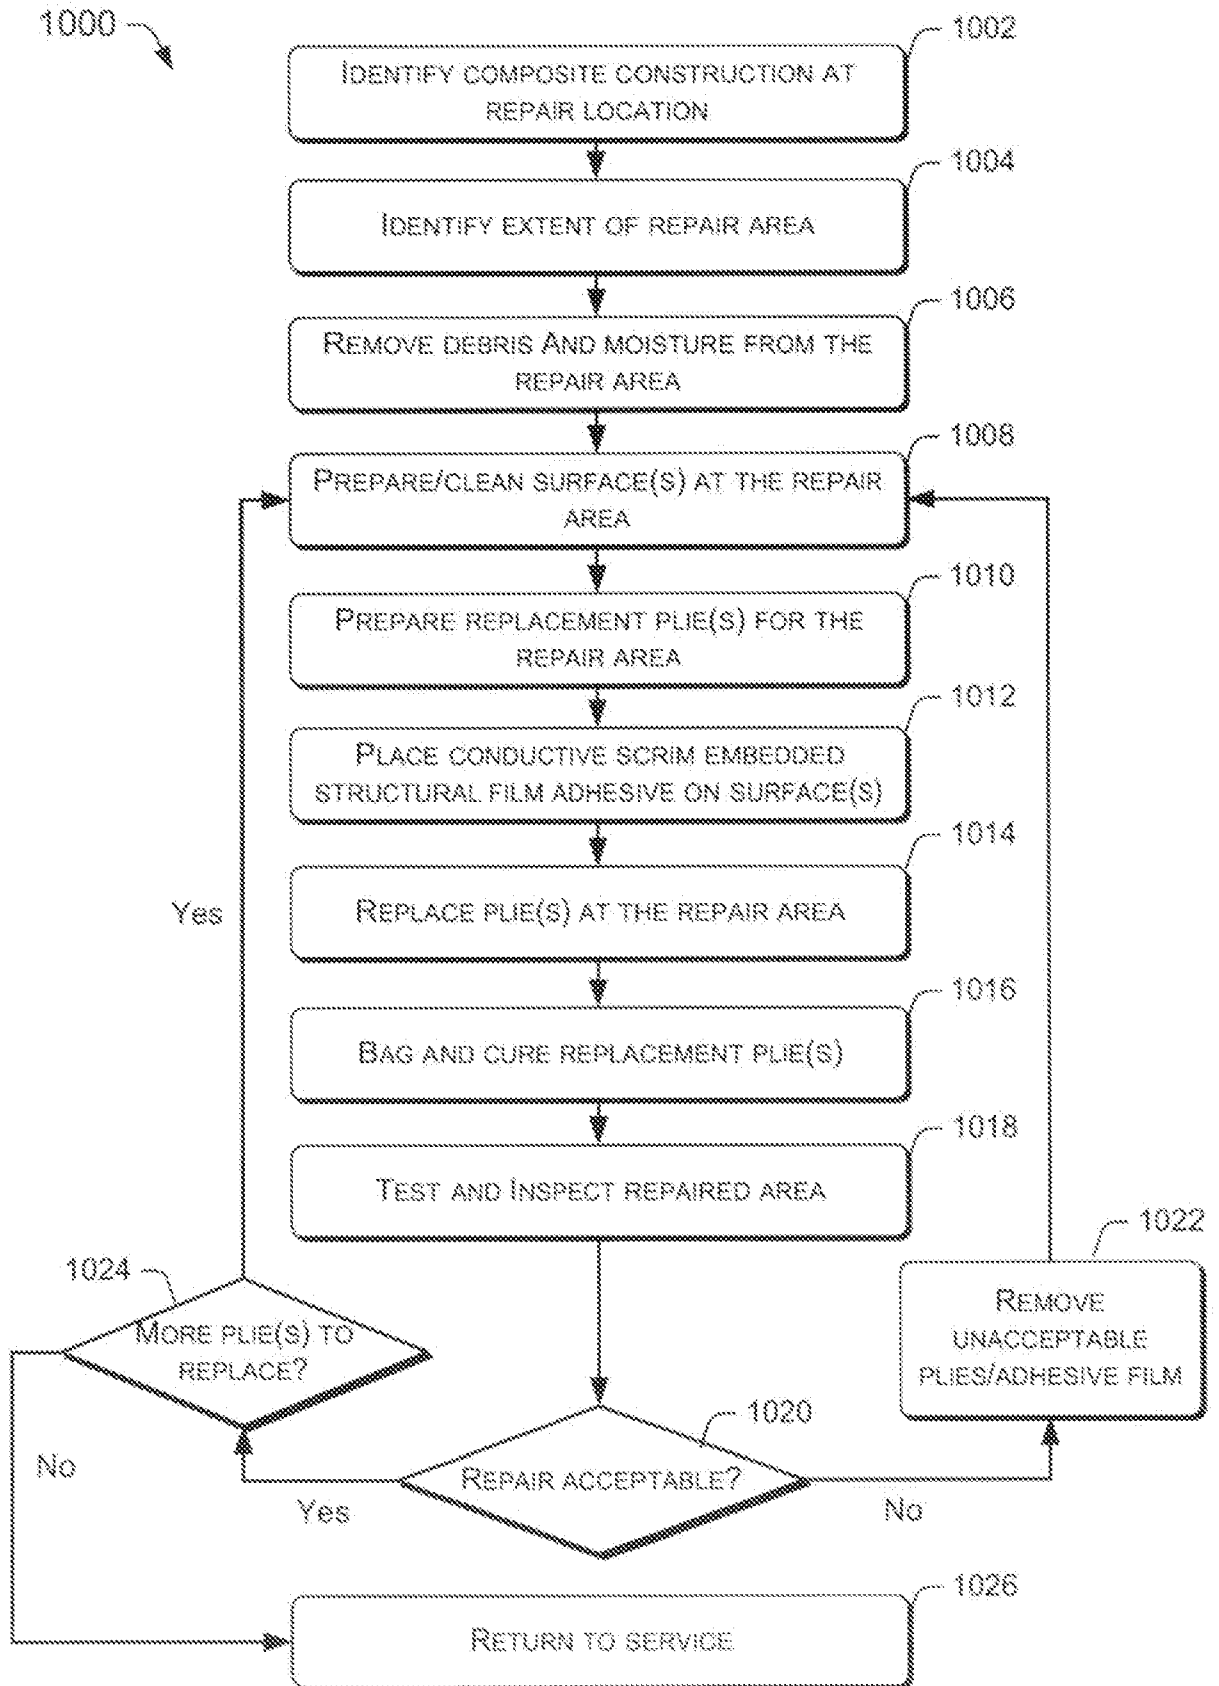 1000
1002
IDENTIFY COMPOSITE CONSTRUCTION AT
REPAIR LOCATION
1004
IDENTIFY EXTENT OF REPAIR AREA
1006
REMOVE DEBRIS AND MOISTURE FROM THE
REPAIR AREA
1008
PREPARE/CLEAN SURFACE(S) AT THE REPAIR
AREA
1010
PREPARE REPLACEMENT PLIE(S) FOR THE
REPAIR AREA
1012
PLACE CONDUCTIVE SCRIM EMBEDDED
STRUCTURAL FILM ADHESIVE ON SURFACE(S)
1014
REPLACE PLIE(S) AT THE REPAIR AREA
Yes
1016
BAG AND CURE REPLACEMENT PLIE(S)
1018
TEST AND INSPECT REPAIRED AREA
1022
REMOVE
UNACCEPTABLE
PLIES/ADHESIVE FILM
1024
MORE PLIE(S) TO
REPLACE?
1020
REPAIR ACCEPTABLE?
No
Yes
No
1026
RETURN TO SERVICE